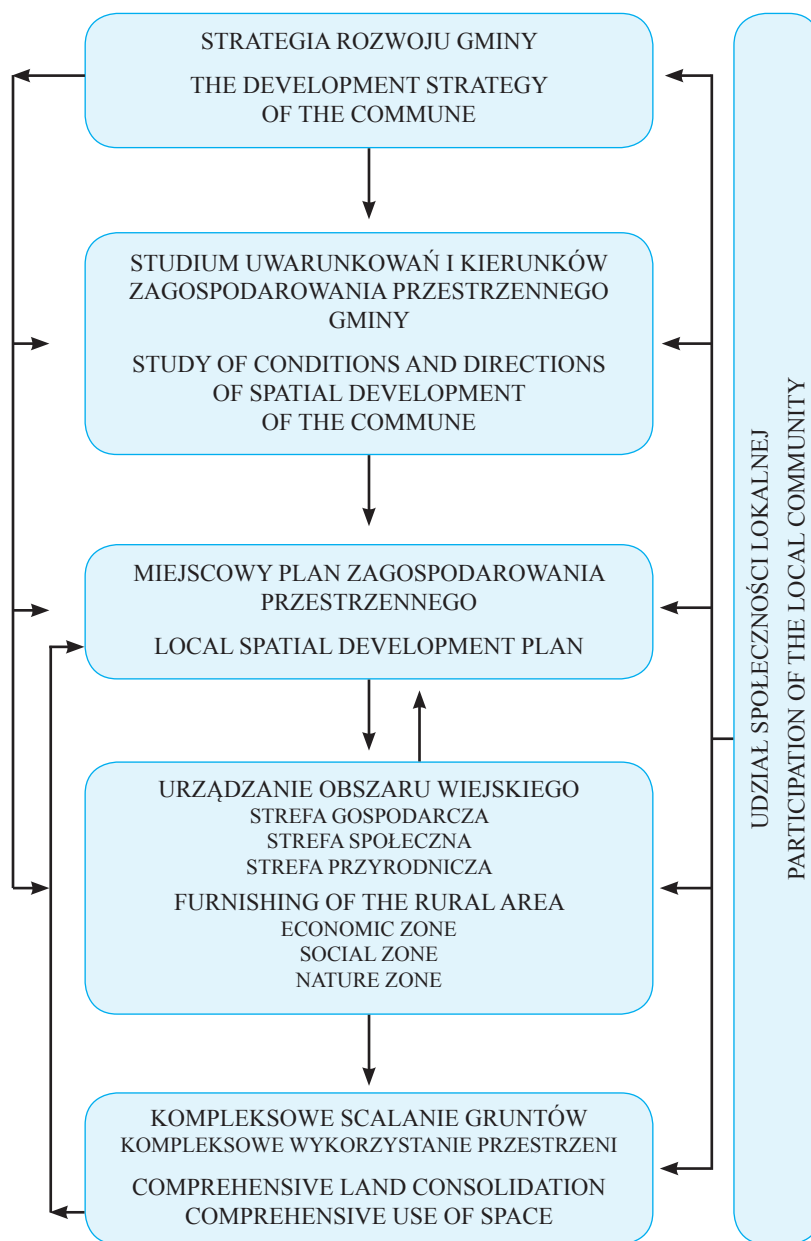 STRATEGIA ROZWOJU GMINY
THE DEVELOPMENT STRATEGY
OF THE COMMUNE
STUDIUM UWARUNKOWAŃ I KIERUNKÓW
ZAGOSPODAROWANIA PRZESTRZENNEGO
GMINY
STUDY OF CONDITIONS AND DIRECTIONS
OF SPATIAL DEVELOPMENT
OF THE COMMUNE
MIEJSCOWY PLAN ZAGOSPODAROWANIA
PRZESTRZENNEGO
LOCAL SPATIAL DEVELOPMENT PLAN
URZĄDZANIE OBSZARU WIEJSKIEGO
STREFA GOSPODARCZA
STREFA SPOŁECZNA
STREFA PRZYRODNICZA
FURNISHING OF THE RURAL AREA
ECONOMIC ZONE
SOCIAL ZONE
NATURE ZONE
KOMPLEKSOWE SCALANIE GRUNTÓW
KOMPLEKSOWE WYKORZYSTANIE PRZESTRZENI
COMPREHENSIVE LAND CONSOLIDATION
COMPREHENSIVE USE OF SPACE
UDZIAŁ SPOŁECZNOŚCI LOKALNEJ
PARTICIPATION OF THE LOCAL COMMUNITY